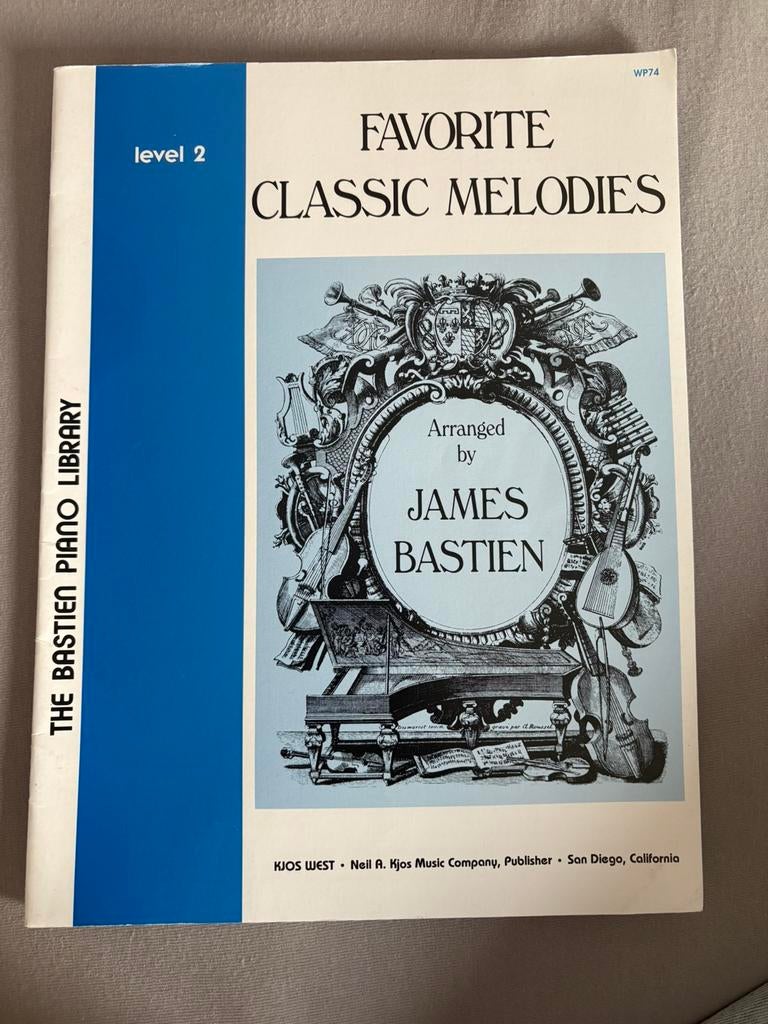 WP74
level 2
FAVORITE
CLASSIC MELODIES
Arranged
by
JAMES
BASTIEN
THE BASTIEN PIANO LIBRARY
KJOS WEST • Neil A. Kjos Music Company, Publisher • San Diego, California